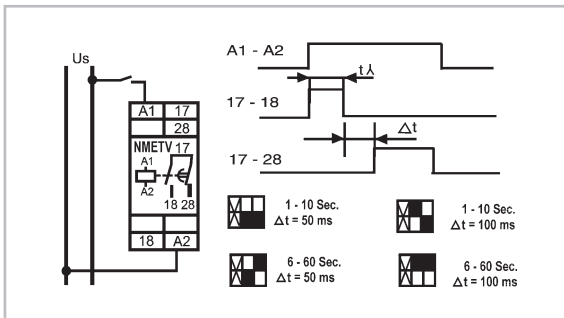 Us
A1 17
28
NMETV 17
A1
A2
18 28
18 A2
A1 - A2
t⅄
17 - 18
Δt
17 - 28
1 - 10 Sec.
Δt = 50 ms
1 - 10 Sec.
Δt = 100 ms
6 - 60 Sec.
Δt = 50 ms
6 - 60 Sec.
Δt = 100 ms